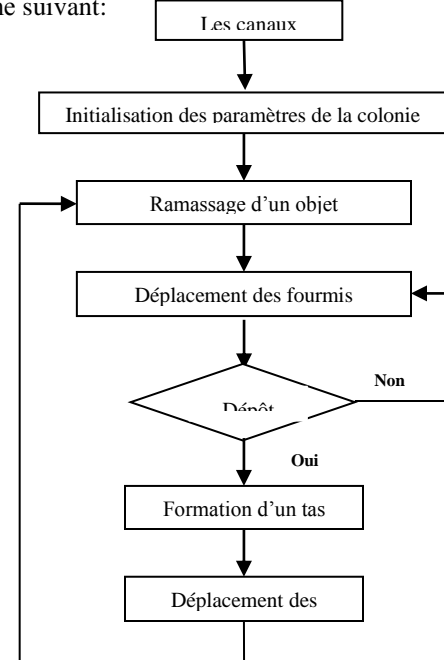 ne suivant:
Les canaux
Initialisation des paramètres de la colonie
Ramassage d'un objet
Déplacement des fourmis
Non
Dépôt
Oui
Formation d'un tas
Déplacement des